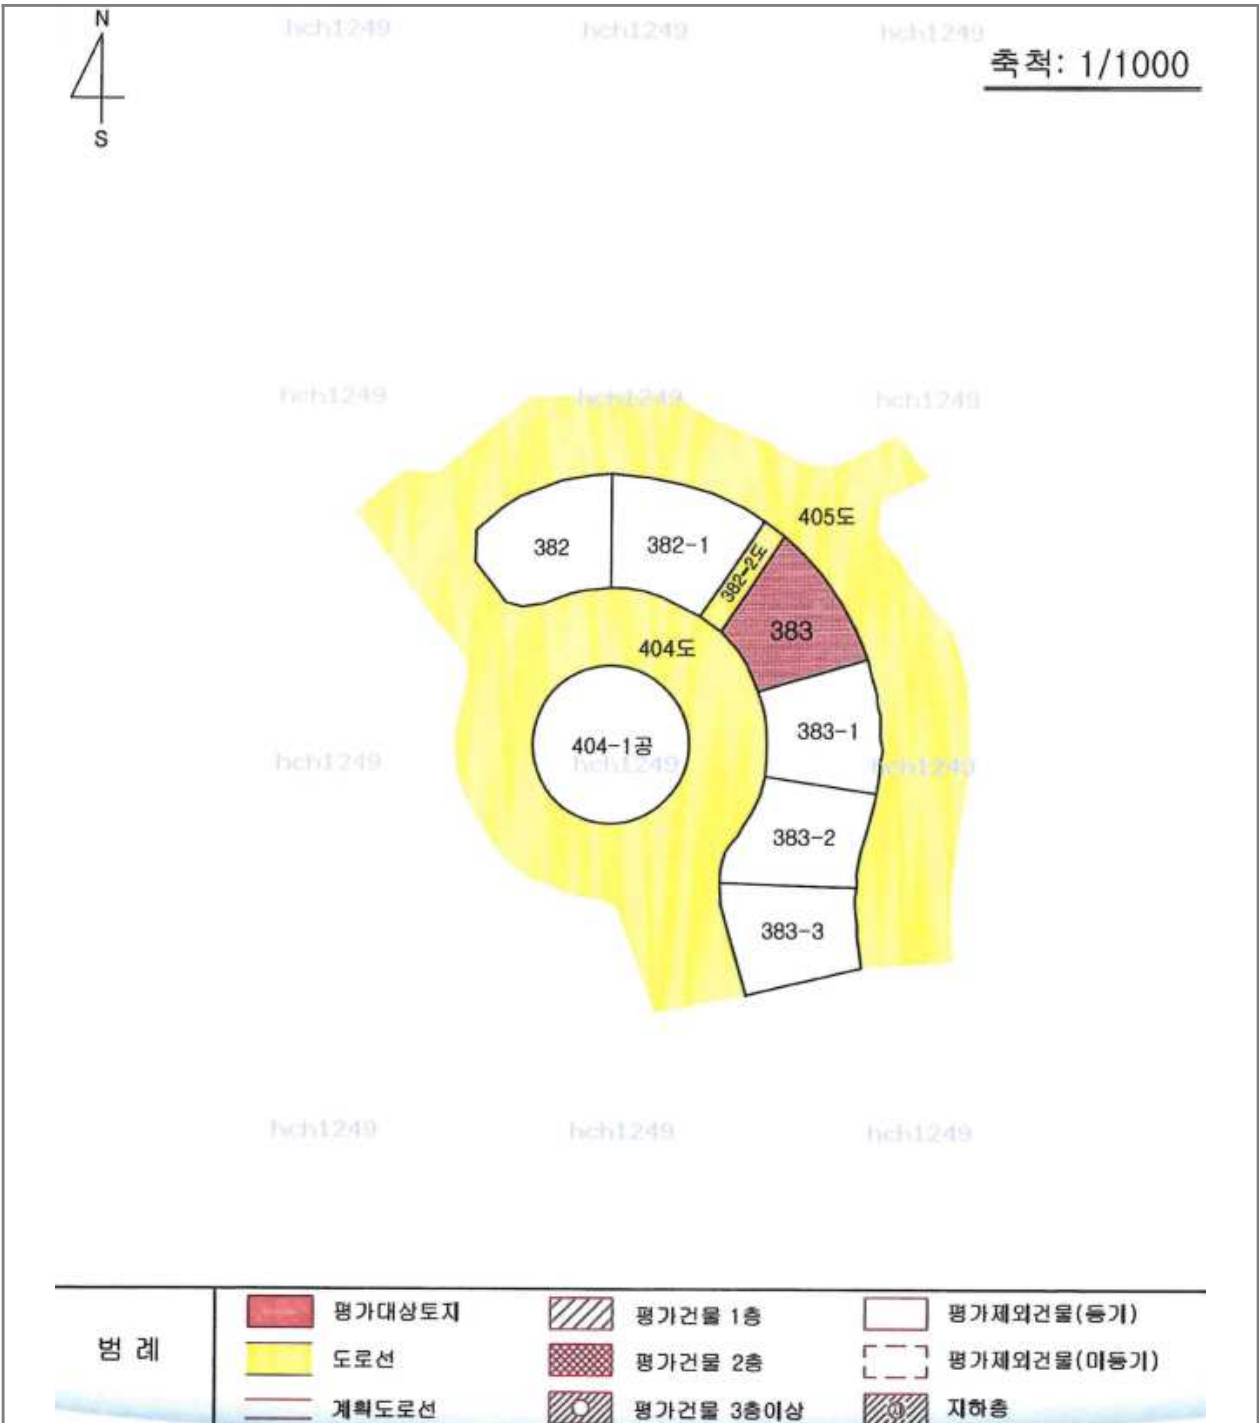 N
S
hch1249 hch1249 hch1249
축척: 1/1000
hch1249 hch1249 hch1249
405도
382 382-1
382-2도
383
404도
383-1
404-1공
hch1249 hch1249 hch1249
383-2
383-3
hch1249 hch1249 hch1249
범 례
평가대상토지 평가건물 1층 평가제외건물(등기)
도로선 평가건물 2층 평가제외건물(미등기)
계획도로선 평가건물 3층이상 지하층